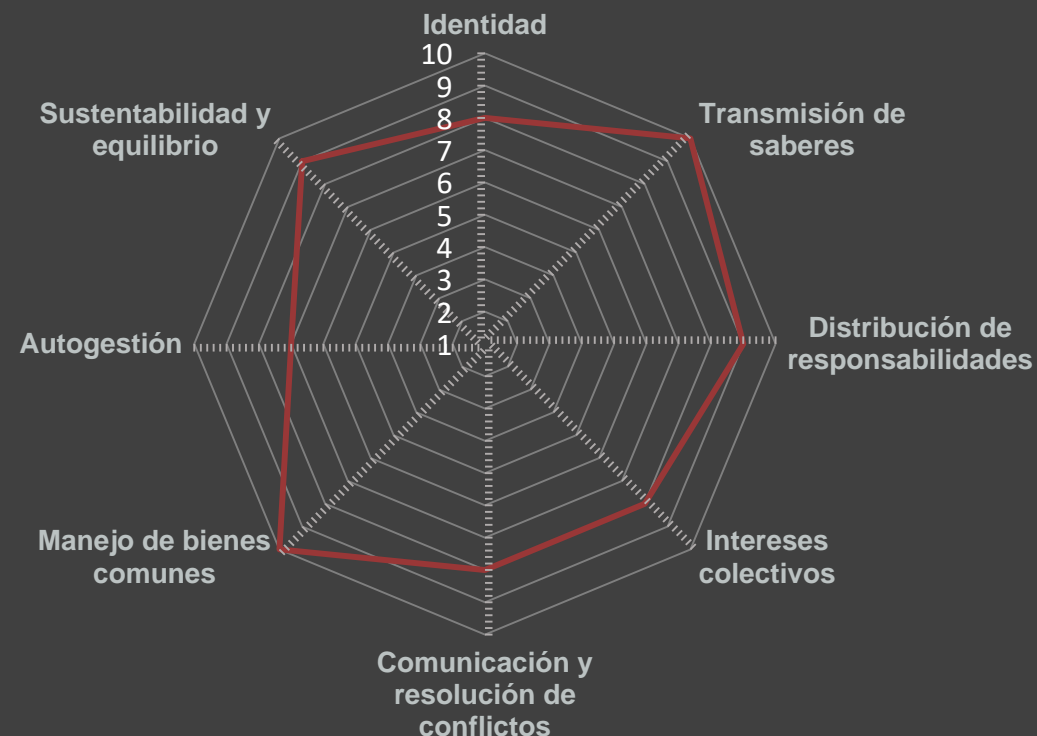 Identidad
10
9
8
7
6
5
4
3
2
1
Transmisión de
saberes
Distribución de
responsabilidades
Intereses
colectivos
Comunicación y
resolución de
conflictos
Manejo de bienes
comunes
Autogestión
Sustentabilidad y
equilibrio